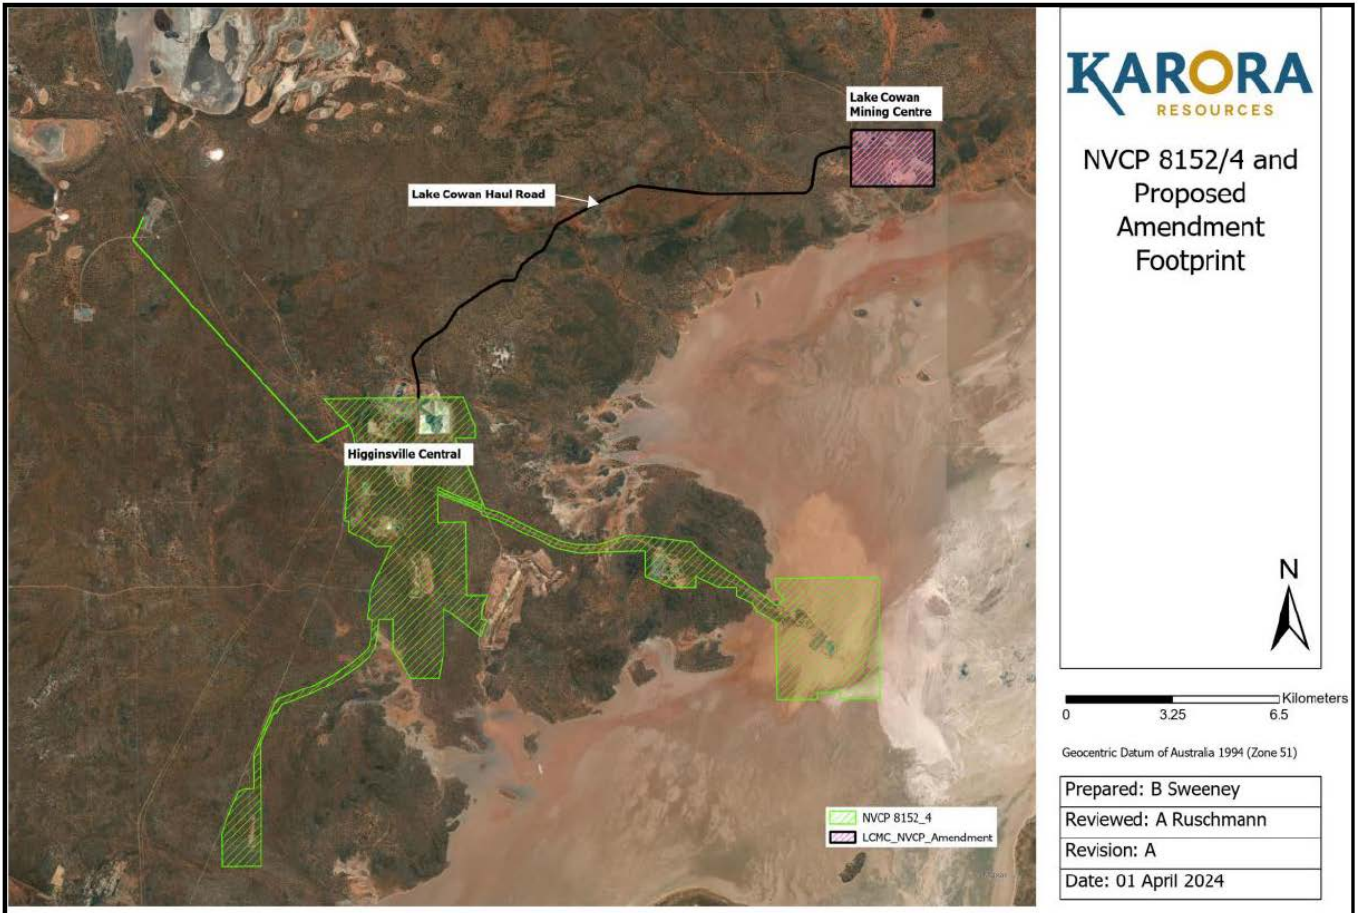 Lake Cowan
Mining Centre
Lake Cowan Haul Road
Higginsville Central
NVCP 8152_4
LCMC_NVCP_Amendment
KARORA
RESOURCES
NVCP 8152/4 and
Proposed
Amendment
Footprint
N
Kilometers
0 3.25 6.5
Geocentric Datum of Australia 1994 (Zone 51)
Prepared: B Sweeney
Reviewed: A Ruschmann
Revision: A
Date: 01 April 2024